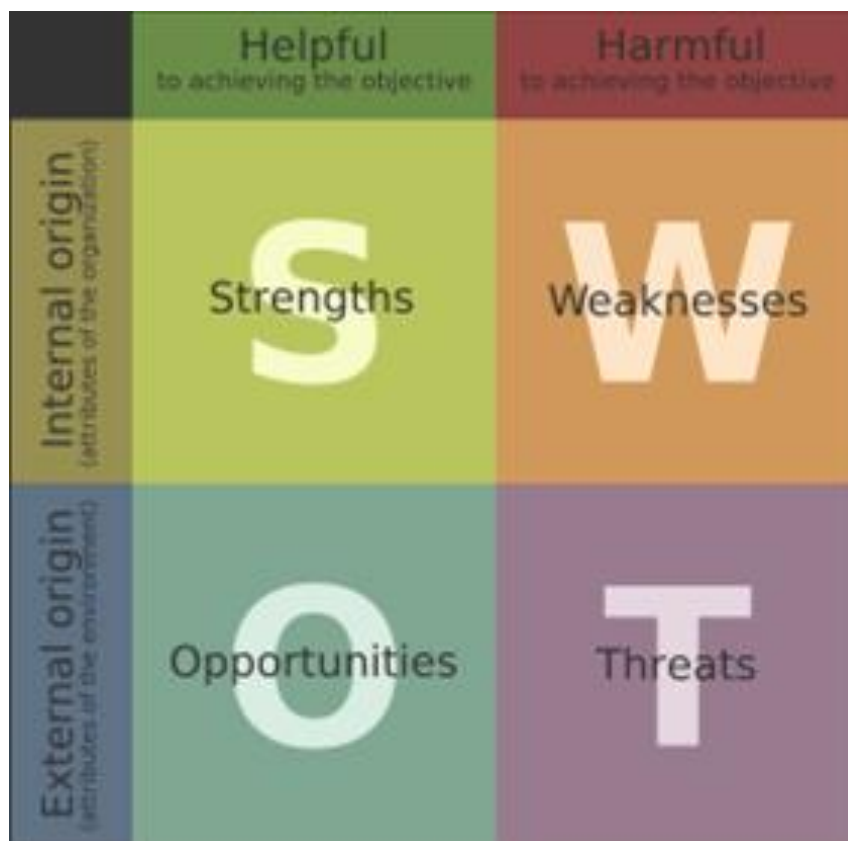 Helpful
to achieving the objective
Harmful
to achieving the objective
Internal origin
(attributes of the organization)
S
Strengths
W
Weaknesses
External origin
(attributes of the environment)
O
Opportunities
T
Threats